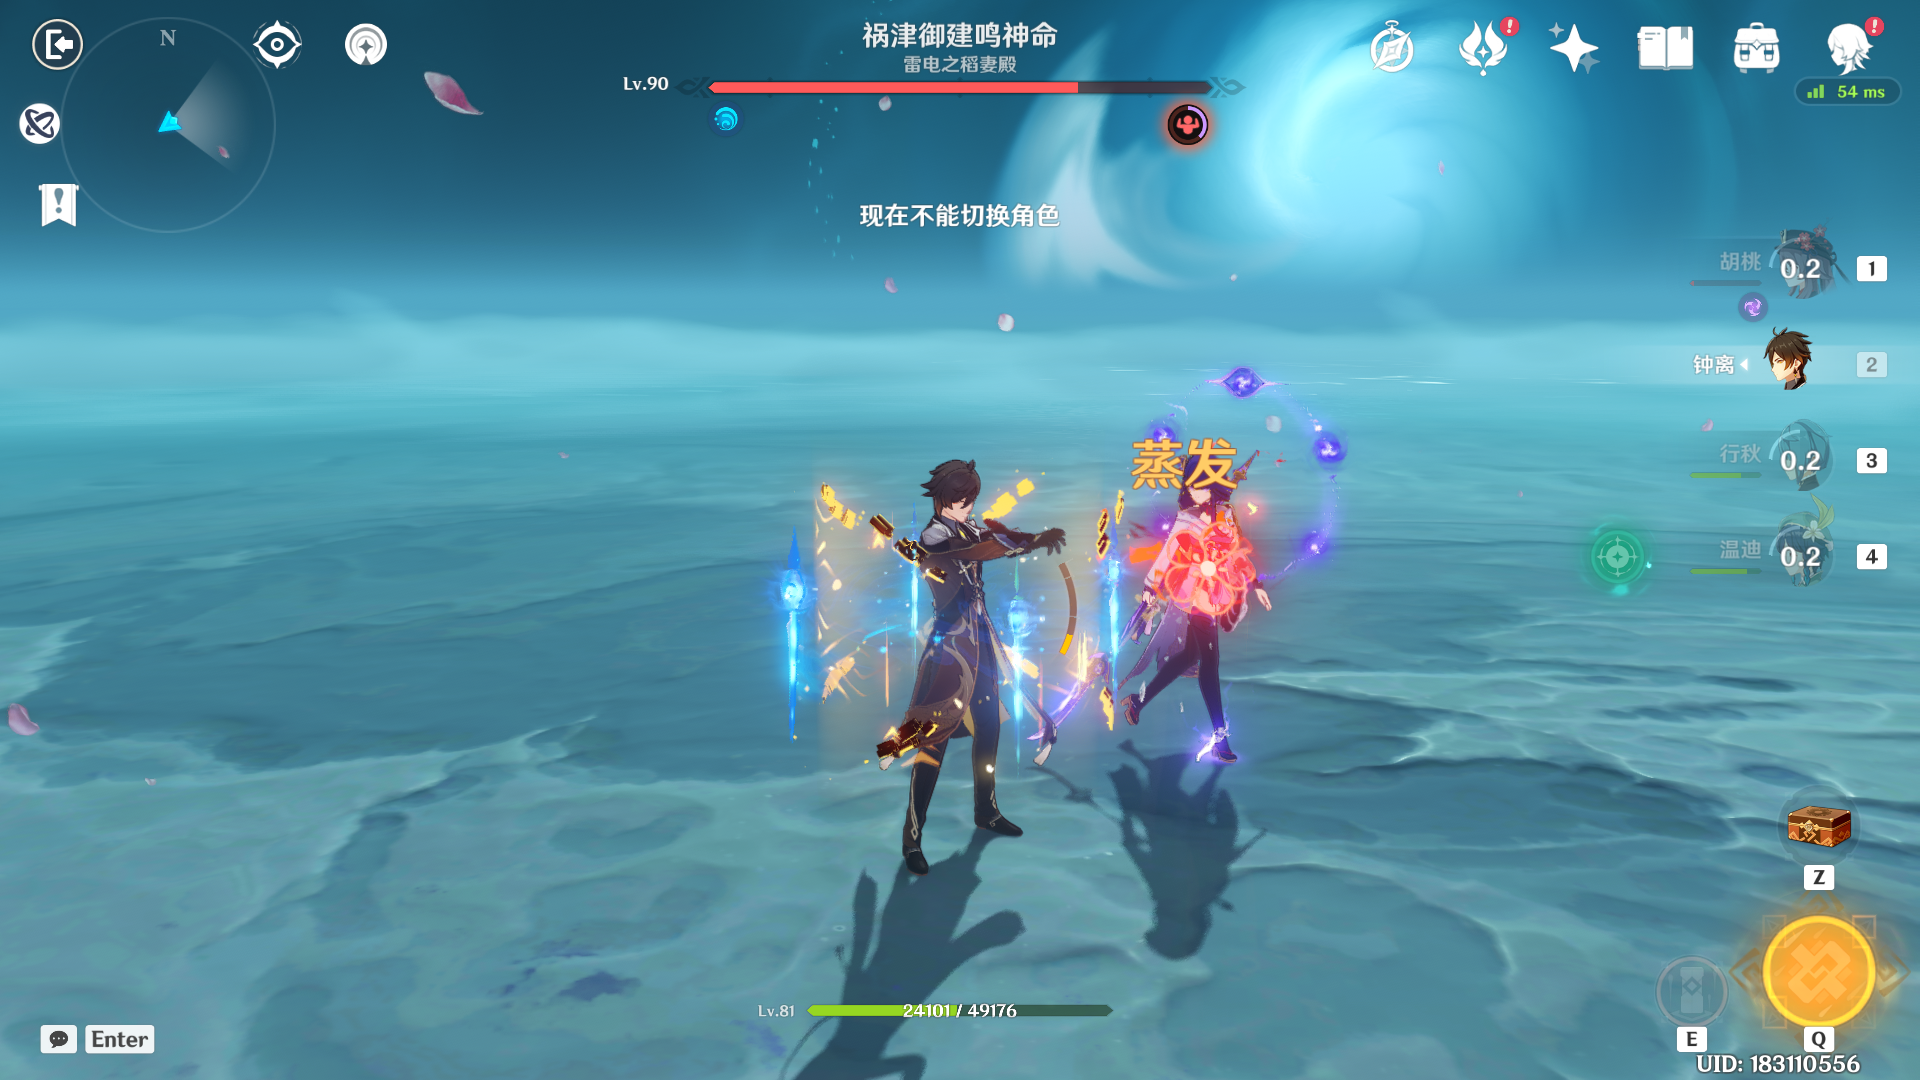 N
祸津御建鸣神命
雷电之稻妻殿
Lv.90
54 ms
现在不能切换角色
胡桃
0.2
1
钟离
2
蒸发
行秋
0.2
3
温迪
0.2
4
Z
Lv.81
24101 / 49176
Enter
E
Q
UID: 183110556